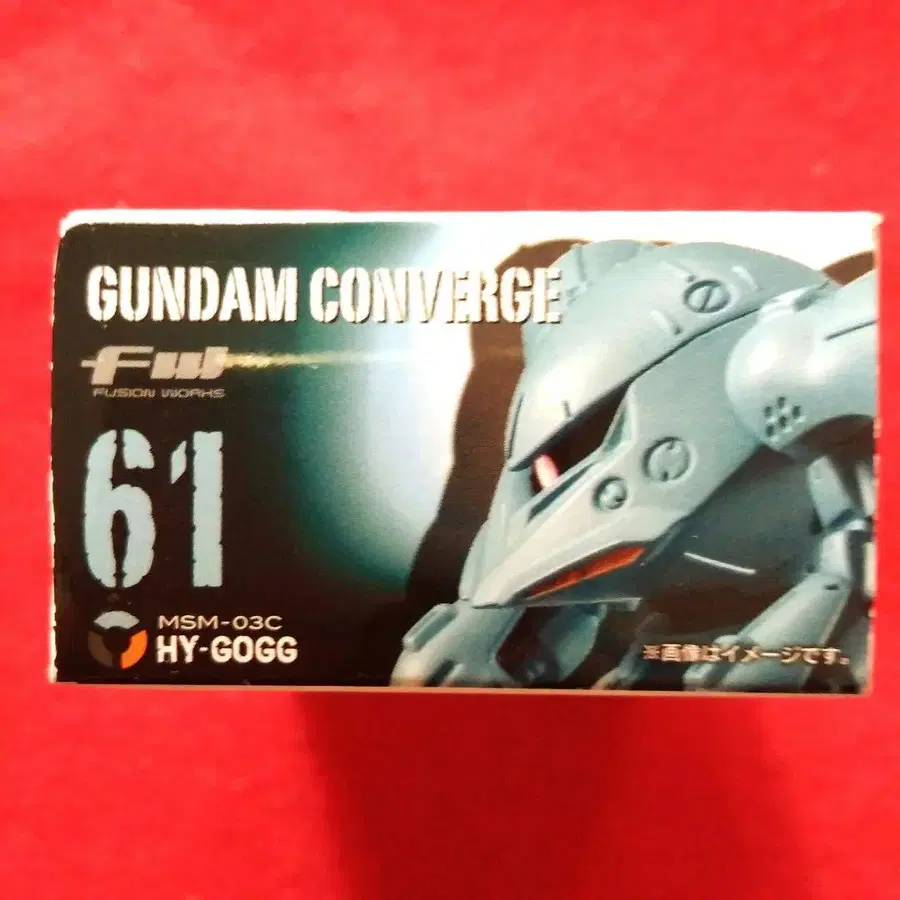 GUNDAM CONVERGE
FW
FUSION WORKS
61
MSM-03C
HY-GOGG
※画像はイメージです。